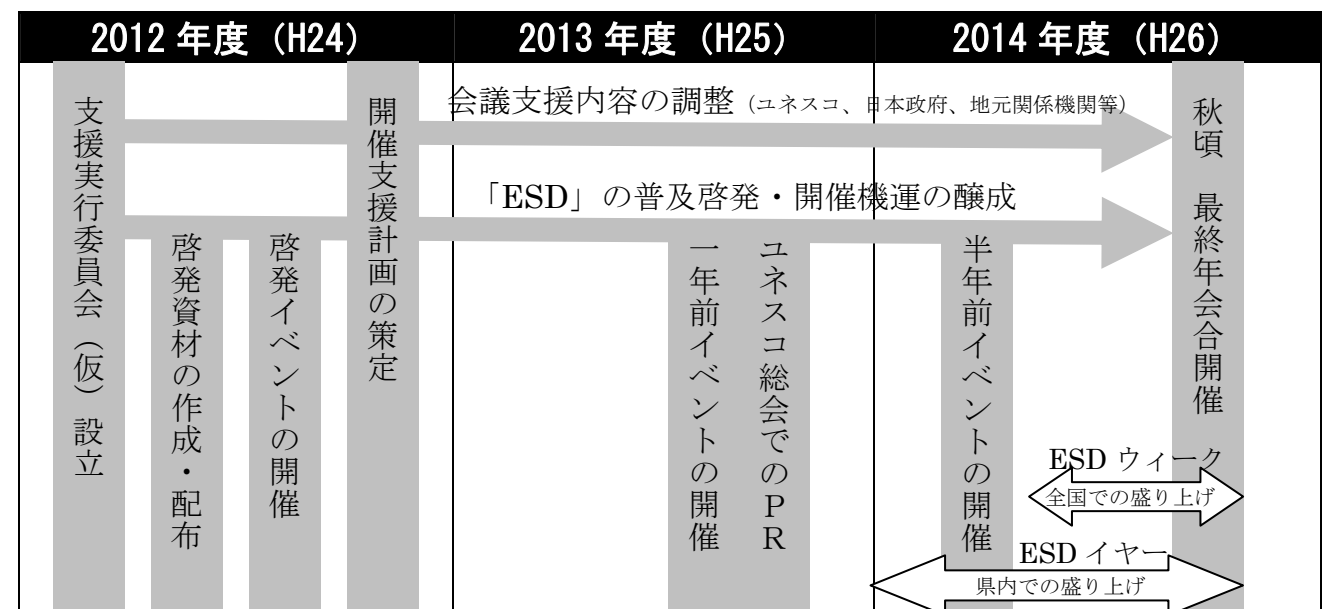 2012 年度（H24）
2013 年度（H25）
2014 年度（H26）
会議支援内容の調整（ユネスコ、日本政府、地元関係機関等）
「ESD」の普及啓発・開催機運の醸成
支援実行委員会（仮）設立
啓発資材の作成・配布
啓発イベントの開催
開催支援計画の策定
一年前イベントの開催
ユネスコ総会でのＰＲ
半年前イベントの開催
秋頃　最終年会合開催
ESD ウィーク
全国での盛り上げ
ESD イヤー
県内での盛り上げ